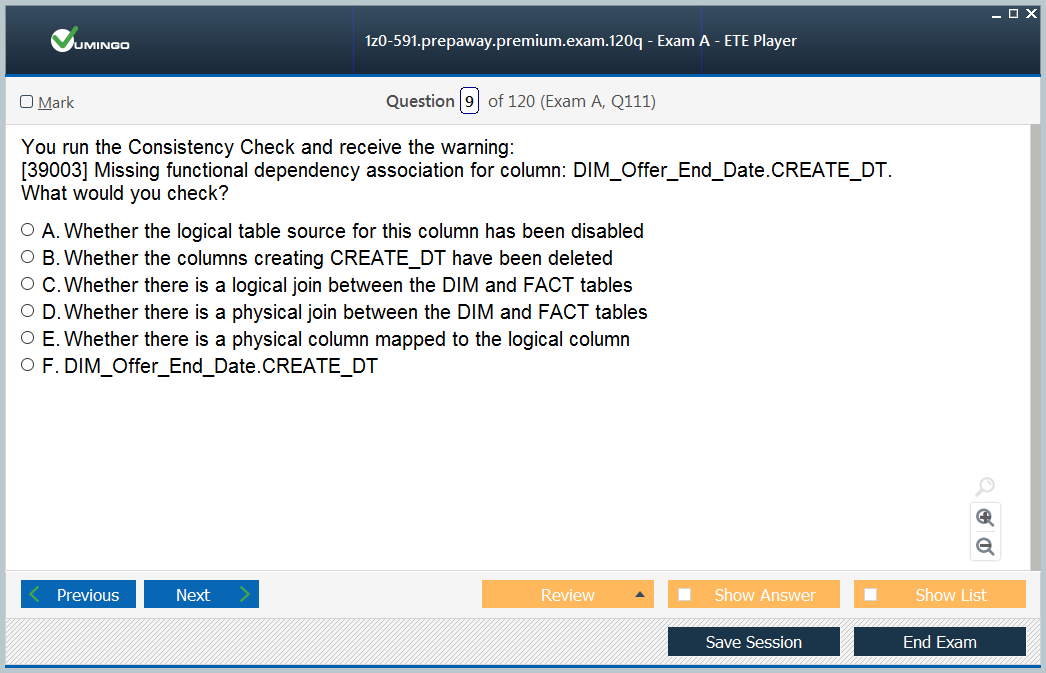 VUMINGO
1z0-591.prepaway.premium.exam.120q - Exam A - ETE Player
Mark
Question 9 of 120 (Exam A, Q111)
You run the Consistency Check and receive the warning:
[39003] Missing functional dependency association for column: DIM_Offer_End_Date.CREATE_DT.
What would you check?
A. Whether the logical table source for this column has been disabled
B. Whether the columns creating CREATE_DT have been deleted
C. Whether there is a logical join between the DIM and FACT tables
D. Whether there is a physical join between the DIM and FACT tables
E. Whether there is a physical column mapped to the logical column
F. DIM_Offer_End_Date.CREATE_DT
Previous
Next
Review
Show Answer
Show List
Save Session
End Exam